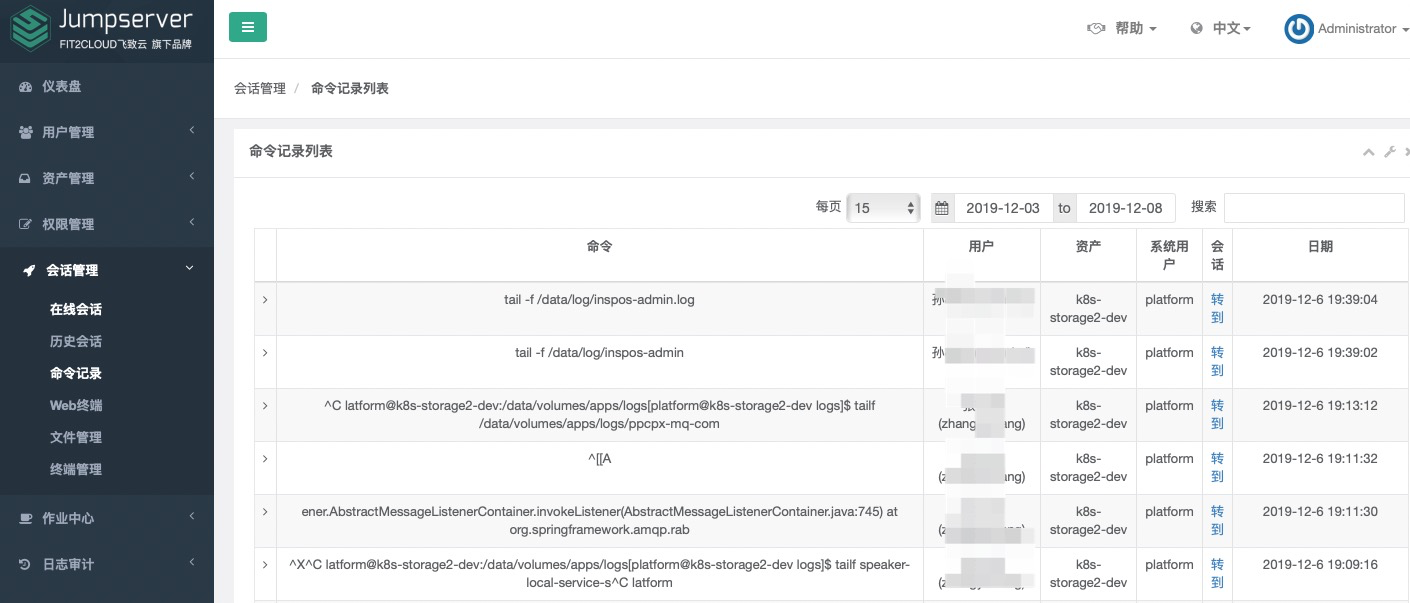 Jumpserver
FIT2CLOUD飞致云 旗下品牌
帮助
中文
Administrator
仪表盘
用户管理
资产管理
权限管理
会话管理
在线会话
历史会话
命令记录
Web终端
文件管理
终端管理
作业中心
日志审计
会话管理 / 命令记录列表
命令记录列表
每页 15 2019-12-03 to 2019-12-08 搜索
命令 用户 资产 系统用户 会话 日期
tail -f /data/log/inspos-admin.log 孙 k8s-storage2-dev platform 转到 2019-12-6 19:39:04
tail -f /data/log/inspos-admin 孙 k8s-storage2-dev platform 转到 2019-12-6 19:39:02
^C latform@k8s-storage2-dev:/data/volumes/apps/logs[platform@k8s-storage2-dev logs]$ tailf
/data/volumes/apps/logs/ppcpx-mq-com k8s-storage2-dev platform 转到 2019-12-6 19:13:12
^[[A k8s-storage2-dev platform 转到 2019-12-6 19:11:32
ener.AbstractMessageListenerContainer.invokeListener(AbstractMessageListenerContainer.java:745) at
org.springframework.amqp.rab k8s-storage2-dev platform 转到 2019-12-6 19:11:30
^X^C latform@k8s-storage2-dev:/data/volumes/apps/logs[platform@k8s-storage2-dev logs]$ tailf speaker-
local-service-s^C latform k8s-storage2-dev platform 转到 2019-12-6 19:09:16